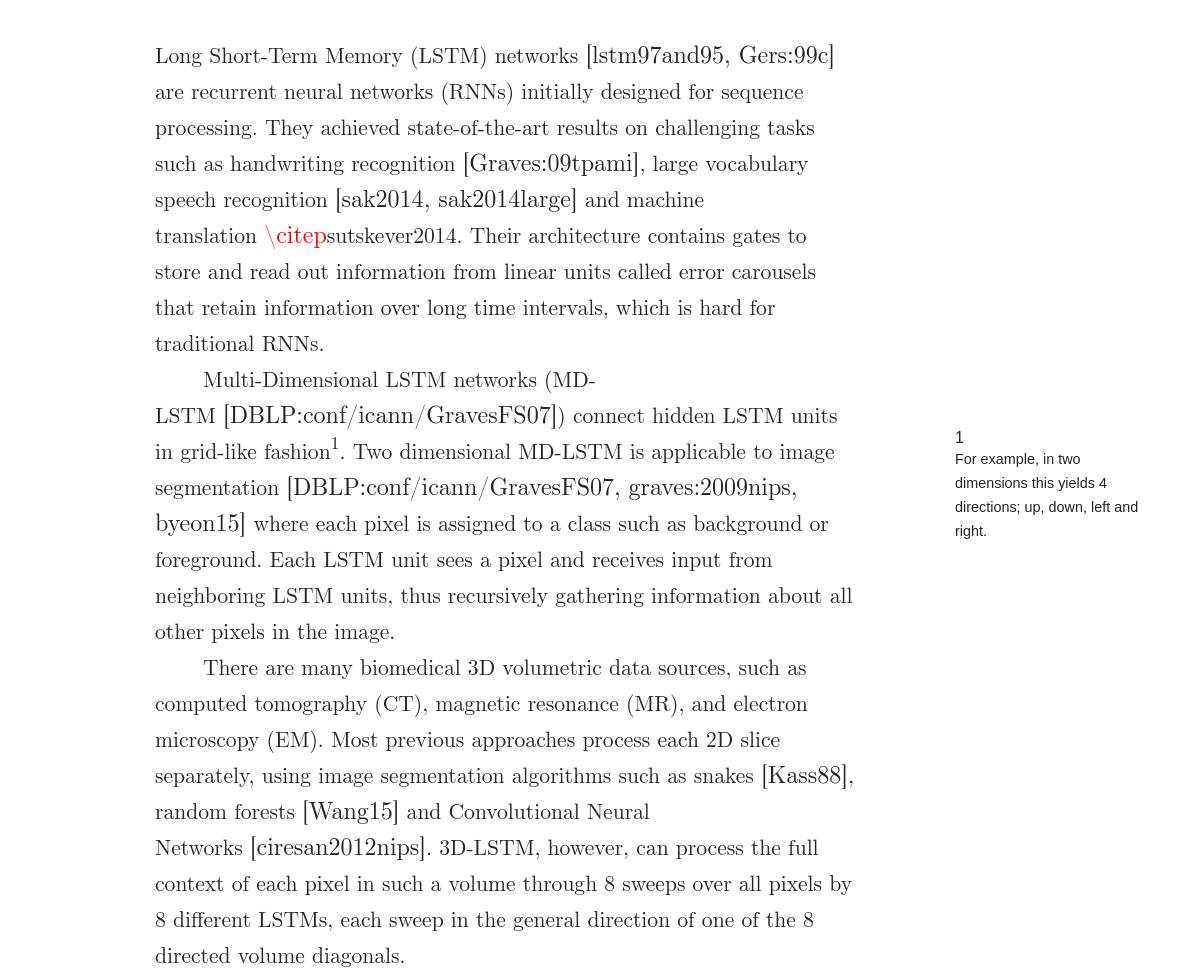 Long Short-Term Memory (LSTM) networks [lstm97and95, Gers:99c]
are recurrent neural networks (RNNs) initially designed for sequence
processing. They achieved state-of-the-art results on challenging tasks
such as handwriting recognition [Graves:09tpami], large vocabulary
speech recognition [sak2014, sak2014large] and machine
translation \citepsutskever2014. Their architecture contains gates to
store and read out information from linear units called error carousels
that retain information over long time intervals, which is hard for
traditional RNNs.
Multi-Dimensional LSTM networks (MD-
LSTM [DBLP:conf/icann/GravesFS07]) connect hidden LSTM units
in grid-like fashion1. Two dimensional MD-LSTM is applicable to image
segmentation [DBLP:conf/icann/GravesFS07, graves:2009nips,
byeon15] where each pixel is assigned to a class such as background or
foreground. Each LSTM unit sees a pixel and receives input from
neighboring LSTM units, thus recursively gathering information about all
other pixels in the image.
There are many biomedical 3D volumetric data sources, such as
computed tomography (CT), magnetic resonance (MR), and electron
microscopy (EM). Most previous approaches process each 2D slice
separately, using image segmentation algorithms such as snakes [Kass88],
random forests [Wang15] and Convolutional Neural
Networks [ciresan2012nips]. 3D-LSTM, however, can process the full
context of each pixel in such a volume through 8 sweeps over all pixels by
8 different LSTMs, each sweep in the general direction of one of the 8
directed volume diagonals.
1
For example, in two
dimensions this yields 4
directions; up, down, left and
right.